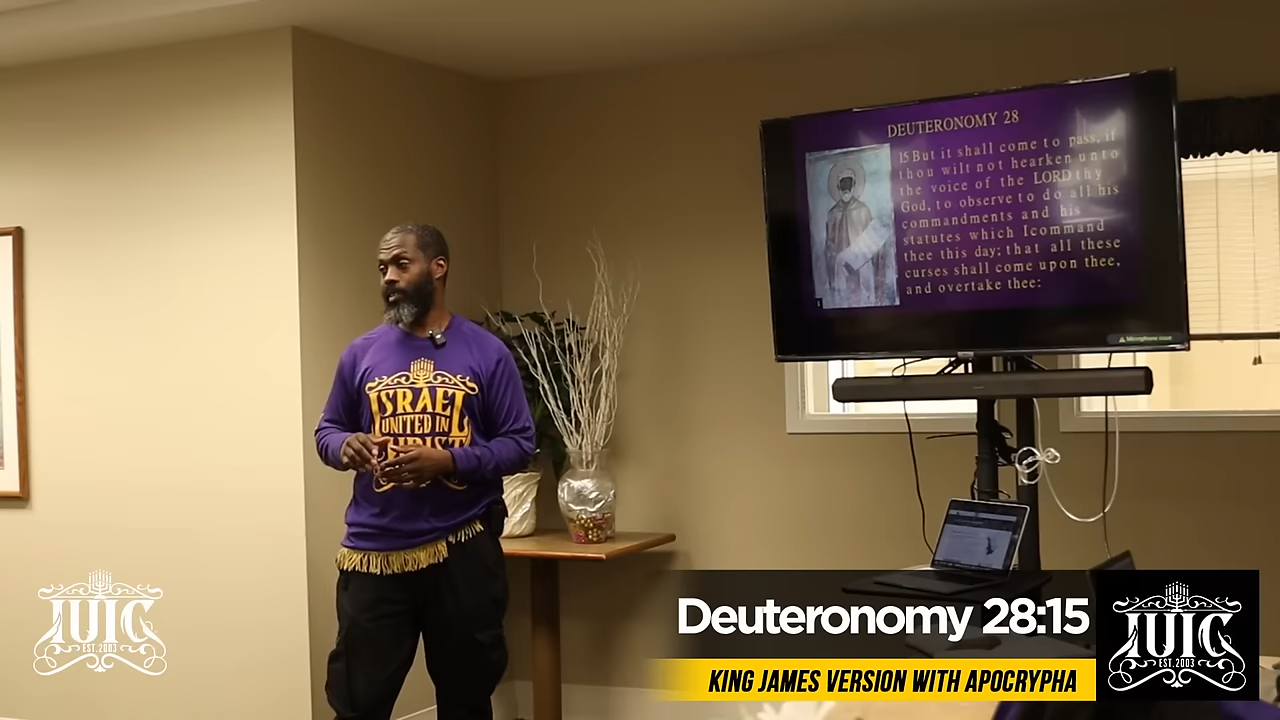 DEUTERONOMY 28
15 But it shall come to pass, if
thou wilt not hearken unto
the voice of the LORD thy
God, to observe to do all his
commandments and his
statutes which Icommand
thee this day; that all these
curses shall come upon thee,
and overtake thee:
ISRAEL
UNITED IN
CHRIST
IUIC
EST. 2003
Deuteronomy 28:15
KING JAMES VERSION WITH APOCRYPHA
IUIC
EST. 2003